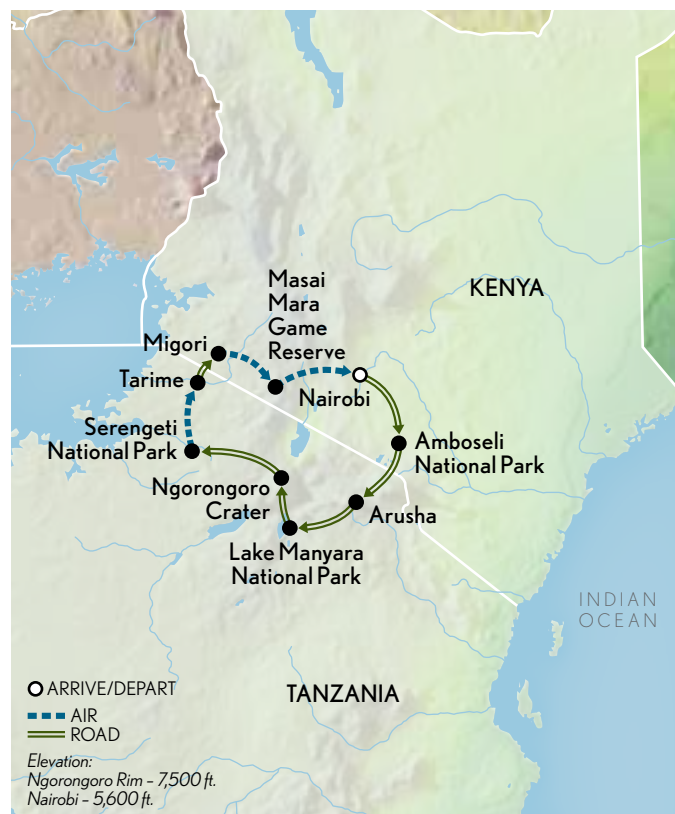 Masai
Mara
Game
Reserve
KENYA
Migori
Tarime
Nairobi
Serengeti
National Park
Amboseli
National Park
Ngorongoro
Crater
Arusha
Lake Manyara
National Park
INDIAN
OCEAN
TANZANIA
ARRIVE/DEPART
AIR
ROAD
Elevation:
Ngorongoro Rim – 7,500 ft.
Nairobi – 5,600 ft.